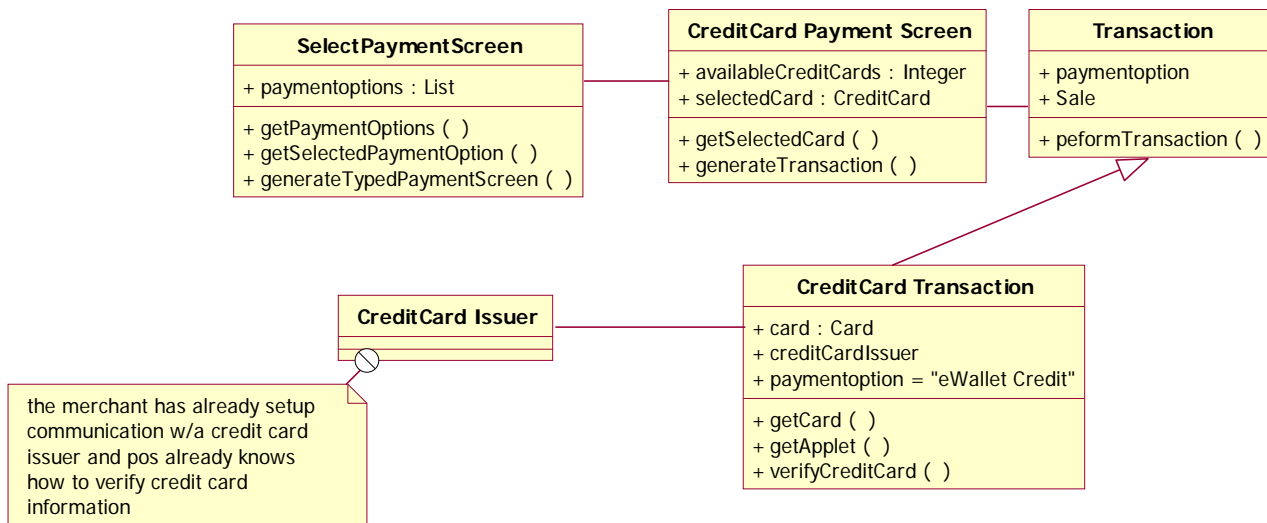 SelectPaymentScreen
+ paymentoptions : List
+ getPaymentOptions ( )
+ getSelectedPaymentOption ( )
+ generateTypedPaymentScreen ( )
CreditCard Payment Screen
+ availableCreditCards : Integer
+ selectedCard : CreditCard
+ getSelectedCard ( )
+ generateTransaction ( )
Transaction
+ paymentoption
+ Sale
+ peformTransaction ( )
CreditCard Issuer
CreditCard Transaction
+ card : Card
+ creditCardIssuer
+ paymentoption = "eWallet Credit"
+ getCard ( )
+ getApplet ( )
+ verifyCreditCard ( )
the merchant has already setup
communication w/a credit card
issuer and pos already knows
how to verify credit card
information